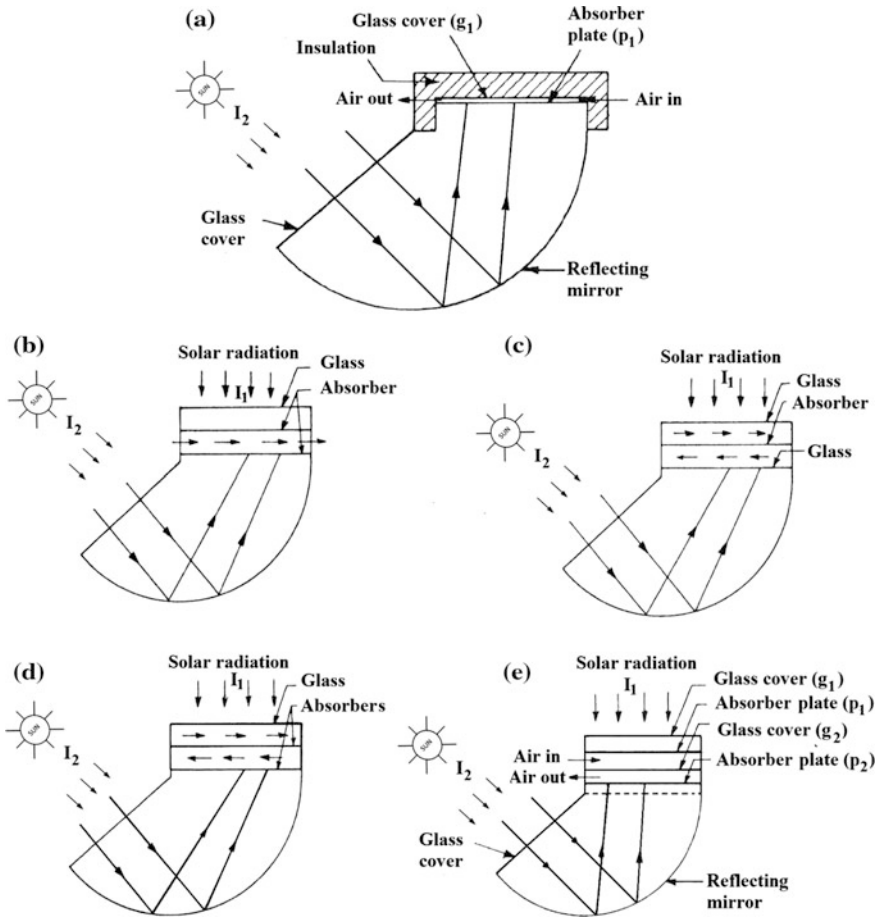 (a)
Glass cover (g₁)
Absorber
plate (p₁)
Insulation
Air out
Air in
SUN
I₂
Glass
cover
Reflecting
mirror
(b)
Solar radiation
I₁
Glass
Absorber
SUN
I₂
(c)
Solar radiation
I₁
Glass
Absorber
Glass
SUN
I₂
(d)
Solar radiation
I₁
Glass
Absorbers
SUN
I₂
(e)
Solar radiation
I₁
Glass cover (g₁)
Absorber plate (p₁)
Glass cover (g₂)
Absorber plate (p₂)
Air in
Air out
SUN
I₂
Glass
cover
Reflecting
mirror